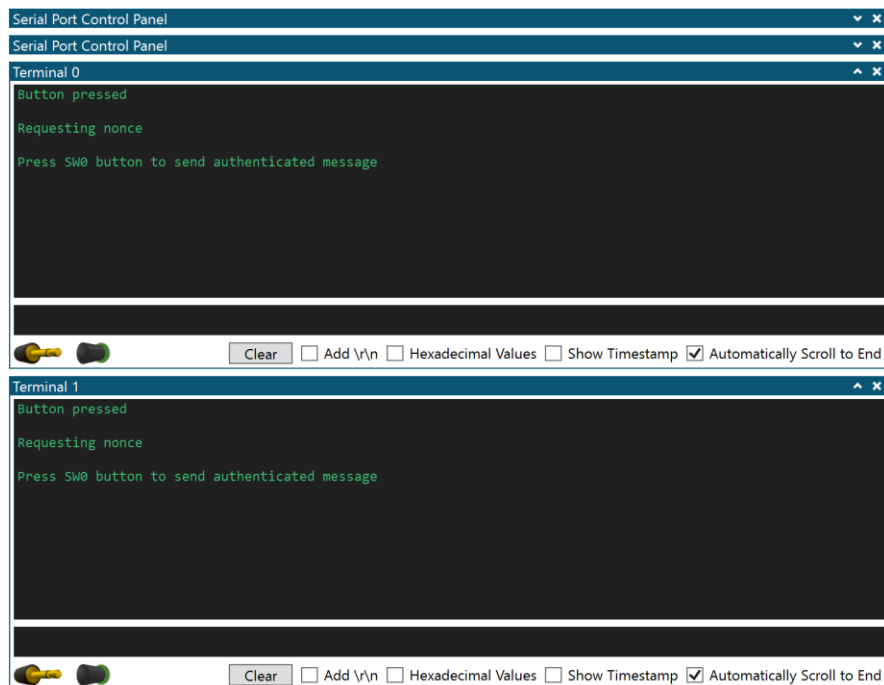 Serial Port Control Panel
Serial Port Control Panel
Terminal 0
Button pressed
Requesting nonce
Press SW0 button to send authenticated message
Clear Add \r\n Hexadecimal Values Show Timestamp Automatically Scroll to End
Terminal 1
Button pressed
Requesting nonce
Press SW0 button to send authenticated message
Clear Add \r\n Hexadecimal Values Show Timestamp Automatically Scroll to End